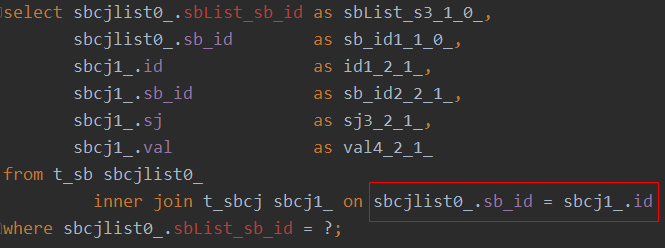 select sbcjlist0_.sbList_sb_id as sbList_s3_1_0_,
sbcjlist0_.sb_id as sb_id1_1_0_,
sbcj1_.id as id1_2_1_,
sbcj1_.sb_id as sb_id2_2_1_,
sbcj1_.sj as sj3_2_1_,
sbcj1_.val as val4_2_1_
from t_sb sbcjlist0_
inner join t_sbcj sbcj1_ on sbcjlist0_.sb_id = sbcj1_.id
where sbcjlist0_.sbList_sb_id = ?;